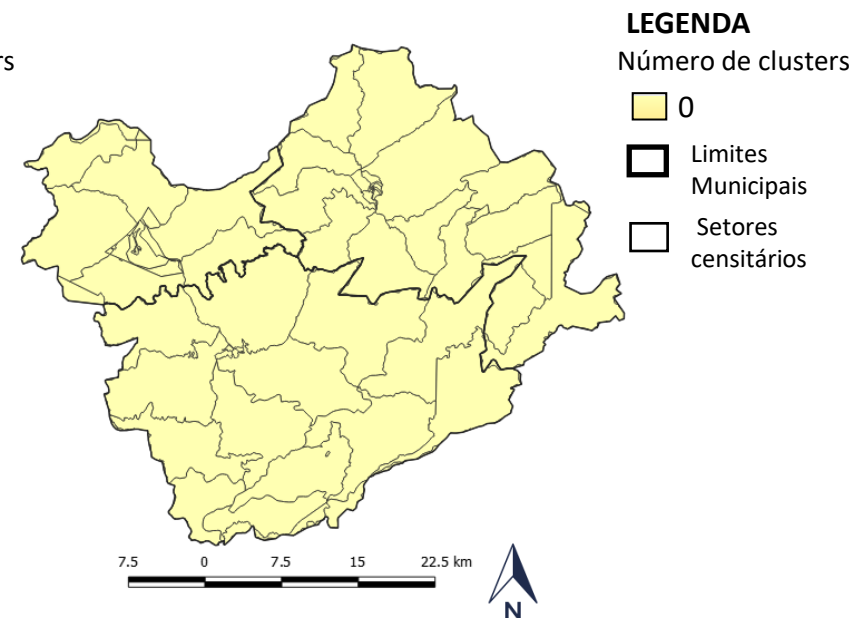 LEGENDA
rs
Número de clusters
0
Limites
Municipais
Setores
censitários
7.5 0 7.5 15 22.5 km
N